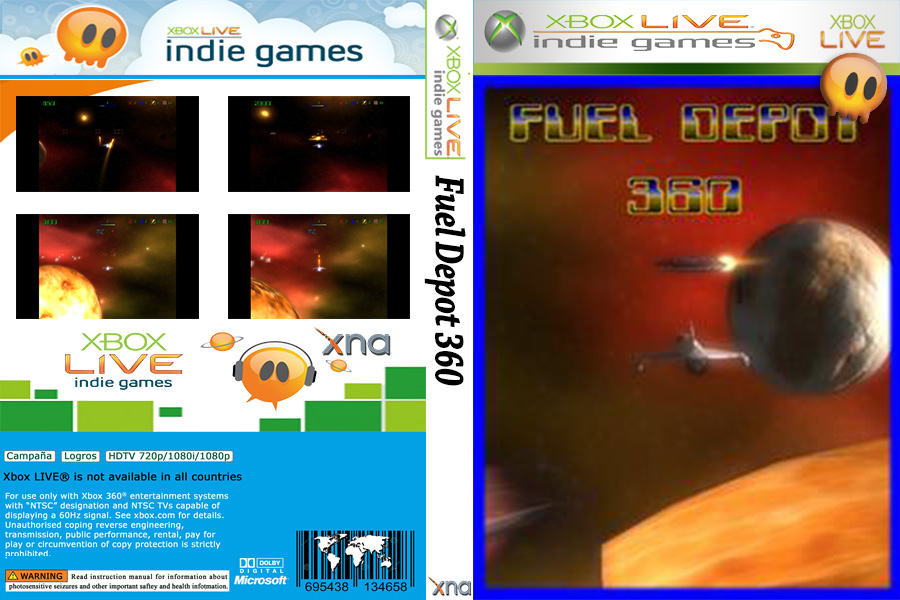 XBOX LIVE
indie games
XBOX LIVE
indie games
Campaña Logros HDTV 720p/1080i/1080p
Xbox LIVE® is not available in all countries
For use only with Xbox 360® entertainment systems
with "NTSC" designation and NTSC TVs capable of
displaying a 60Hz signal. See xbox.com for details.
Unauthorised coping reverse engineering,
transmission, public performance, rental, pay for
play or circumvention of copy protection is strictly
prohibited.
WARNING Read instruction manual for information about
photosensitive seizures and other important saftey and health infotmation.
xna
DOLBY
DIGITAL
Microsoft
695438 134658
XBOX LIVE
indie games
Fuel Depot 360
xna
XBOX LIVE
indie games
XBOX
LIVE
FUEL DEPOT
360